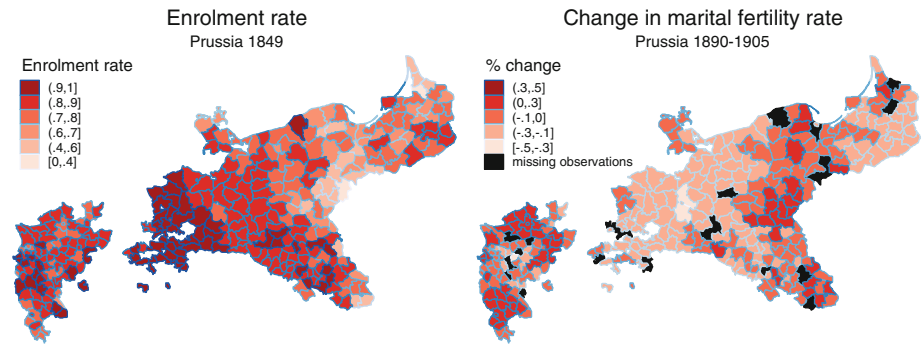 Enrolment rate
Prussia 1849
Enrolment rate
(.9,1]
(.8,.9]
(.7,.8]
(.6,.7]
(.4,.6]
[0,.4]
Change in marital fertility rate
Prussia 1890-1905
% change
(.3,.5]
(0,.3]
(-.1,0]
(-.3,-.1]
[-.5,-.3]
missing observations